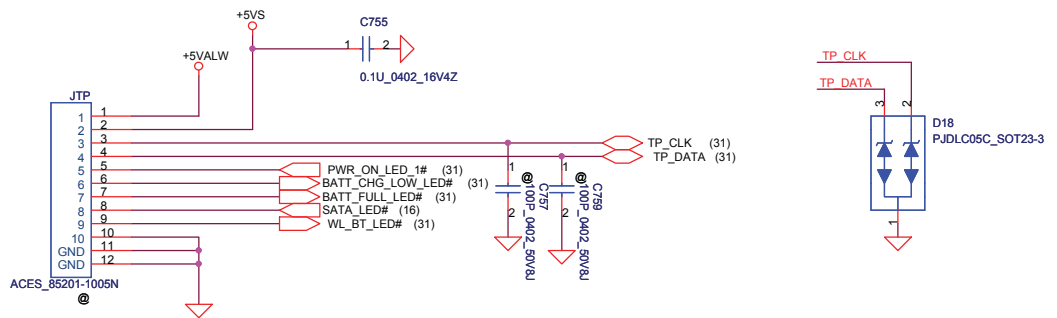 +5VS
C755
1
2
0.1U_0402_16V4Z
+5VALW
JTP
1 1
2 2
3 3
4 4
5 5
6 6
7 7
8 8
9 9
10 10
GND 11
GND 12
ACES_85201-1005N
@
TP_CLK (31)
TP_DATA (31)
PWR_ON_LED_1# (31)
BATT_CHG_LOW_LED# (31)
BATT_FULL_LED# (31)
SATA_LED# (16)
WL_BT_LED# (31)
1
2
@
C757
100P_0402_50V8J
1
2
@
C759
100P_0402_50V8J
TP_CLK
TP_DATA
3
2
D18
PJDLC05C_SOT23-3
1